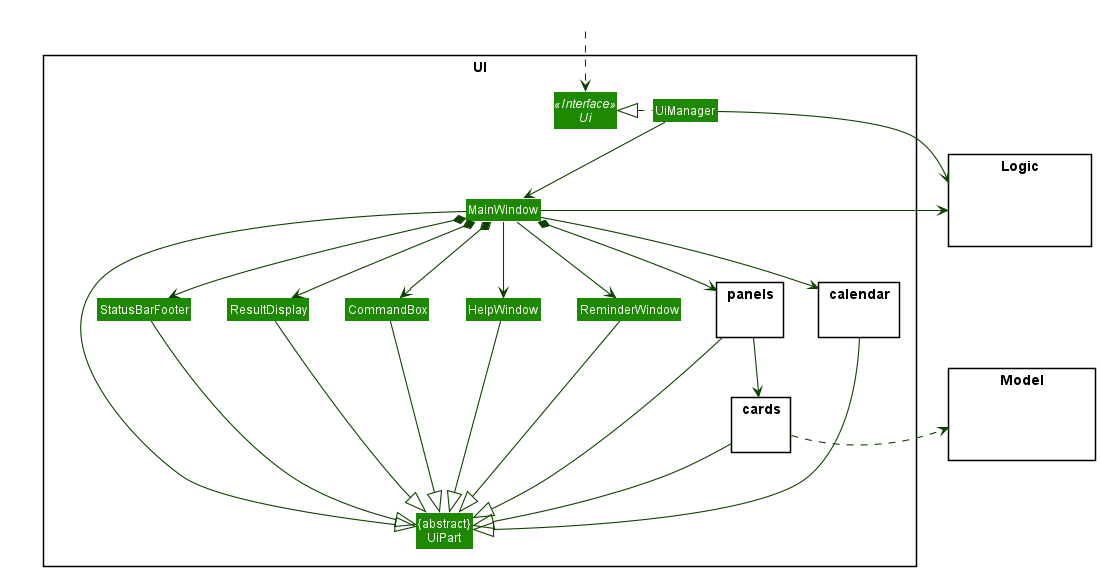 UI
«Interface»
Ui
UiManager
Logic
MainWindow
StatusBarFooter
ResultDisplay
CommandBox
HelpWindow
ReminderWindow
panels
calendar
cards
Model
{abstract}
UiPart